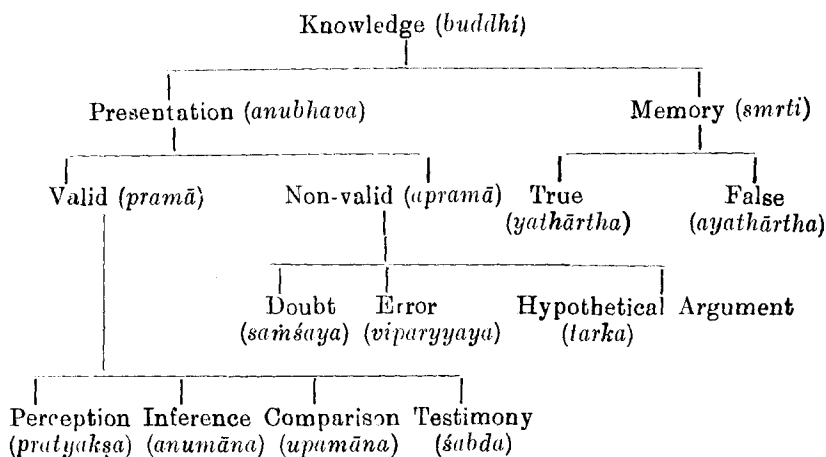 Knowledge (buddhi)
Presentation (anubhava) Memory (smrti)
Valid (pramā) Non-valid (apramā) True False
(yathārtha) (ayathārtha)
Doubt Error Hypothetical Argument
(saṁśaya) (viparyyaya) (tarka)
Perception Inference Comparison Testimony
(pratyakṣa) (anumāna) (upamāna) (śabda)